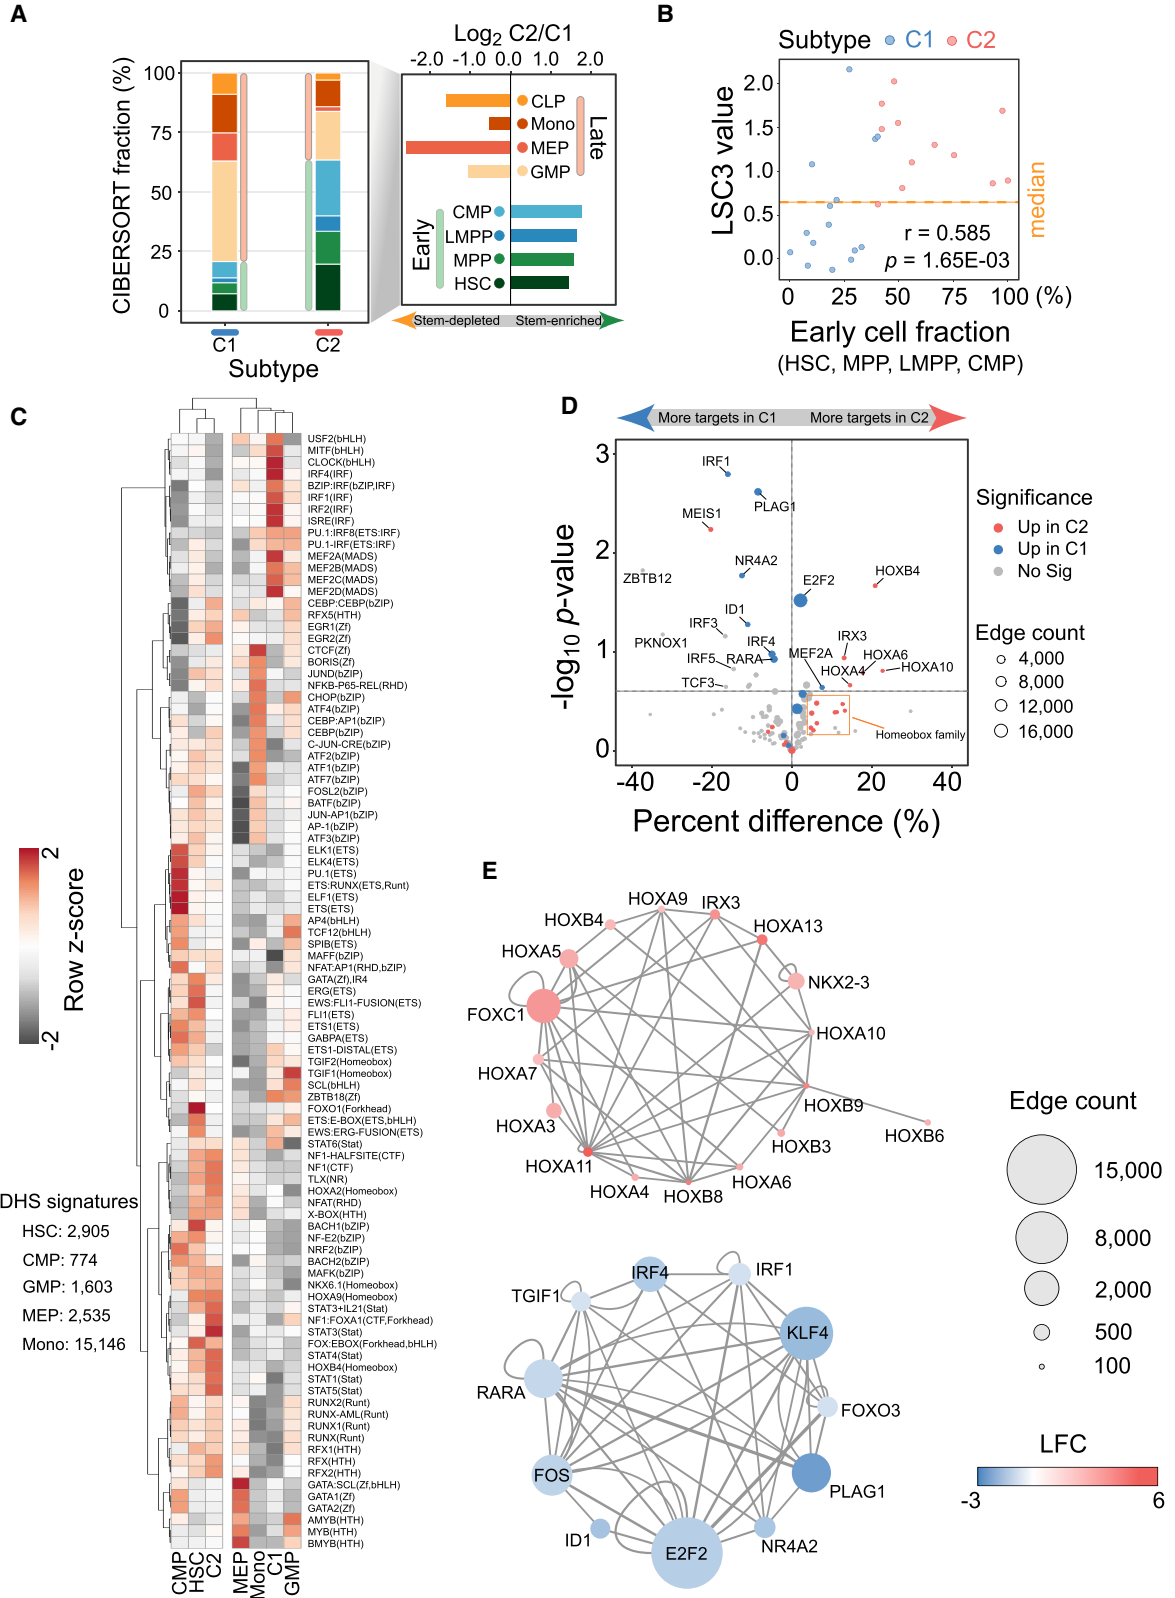 A
Log2 C2/C1
-2.0 -1.0 0.0 1.0 2.0
CIBERSORT fraction (%)
100
75
50
25
0
C1
C2
Subtype
CLP
Mono
MEP
GMP
Late
CMP
LMPP
MPP
HSC
Early
Stem-depleted
Stem-enriched
B
Subtype C1 C2
LSC3 value
2.0
1.5
1.0
0.5
0.0
median
r = 0.585
p = 1.65E-03
0 25 50 75 100 (%)
Early cell fraction
(HSC, MPP, LMPP, CMP)
C
Row z-score
2
-2
DHS signatures
HSC: 2,905
CMP: 774
GMP: 1,603
MEP: 2,535
Mono: 15,146
USF2(bHLH)
MITF(bHLH)
CLOCK(bHLH)
IRF4(IRF)
BZIP:IRF(bZIP,IRF)
IRF1(IRF)
IRF2(IRF)
ISRE(IRF)
PU.1:IRF8(ETS:IRF)
PU.1-IRF(ETS:IRF)
MEF2A(MADS)
MEF2B(MADS)
MEF2C(MADS)
MEF2D(MADS)
CEBP:CEBP(bZIP)
RFX5(HTH)
EGR1(Zf)
EGR2(Zf)
CTCF(Zf)
BORIS(Zf)
JUND(bZIP)
NFKB-P65-REL(RHD)
CHOP(bZIP)
ATF4(bZIP)
CEBP:AP1(bZIP)
CEBP(bZIP)
C-JUN-CRE(bZIP)
ATF2(bZIP)
ATF1(bZIP)
ATF7(bZIP)
FOSL2(bZIP)
BATF(bZIP)
JUN-AP1(bZIP)
AP-1(bZIP)
ATF3(bZIP)
ELK1(ETS)
ELK4(ETS)
PU.1(ETS)
ETS:RUNX(ETS,Runt)
ELF1(ETS)
ETS(ETS)
AP4(bHLH)
TCF12(bHLH)
SPIB(ETS)
MAFF(bZIP)
NFAT:AP1(RHD,bZIP)
GATA(Zf),IR4
ERG(ETS)
EWS:FLI1-FUSION(ETS)
FLI1(ETS)
ETS1(ETS)
GABPA(ETS)
ETS1-DISTAL(ETS)
TGIF2(Homeobox)
TGIF1(Homeobox)
SCL(bHLH)
ZBTB18(Zf)
FOXO1(Forkhead)
ETS:E-BOX(ETS,bHLH)
EWS:ERG-FUSION(ETS)
STAT6(Stat)
NF1-HALFSITE(CTF)
NF1(CTF)
TLX(NR)
HOXA2(Homeobox)
NFAT(RHD)
X-BOX(HTH)
BACH1(bZIP)
NF-E2(bZIP)
NRF2(bZIP)
BACH2(bZIP)
MAFK(bZIP)
NKX6.1(Homeobox)
HOXA9(Homeobox)
STAT3+IL21(Stat)
NF1:FOXA1(CTF,Forkhead)
STAT3(Stat)
FOX:EBOX(Forkhead,bHLH)
STAT4(Stat)
HOXB4(Homeobox)
STAT1(Stat)
STAT5(Stat)
RUNX2(Runt)
RUNX-AML(Runt)
RUNX1(Runt)
RUNX(Runt)
RFX1(HTH)
RFX(HTH)
RFX2(HTH)
GATA:SCL(Zf,bHLH)
GATA1(Zf)
GATA2(Zf)
AMYB(HTH)
MYB(HTH)
BMYB(HTH)
CMP HSC C2 MEP Mono C1 GMP
D
More targets in C1
More targets in C2
-log10 p-value
3
2
1
0
IRF1
PLAG1
MEIS1
ZBTB12
NR4A2
E2F2
HOXB4
ID1
IRF3
PKNOX1
IRF4
IRX3
IRF5
RARA
MEF2A
HOXA6
HOXA4
HOXA10
TCF3
Homeobox family
-40 -20 0 20 40
Percent difference (%)
Significance
Up in C2
Up in C1
No Sig
Edge count
4,000
8,000
12,000
16,000
E
HOXA9
IRX3
HOXB4
HOXA13
HOXA5
NKX2-3
FOXC1
HOXA10
HOXA7
HOXB9
HOXA3
HOXB6
HOXB3
HOXA11
HOXA6
HOXA4
HOXB8
IRF4
IRF1
TGIF1
KLF4
RARA
FOXO3
FOS
PLAG1
ID1
E2F2
NR4A2
Edge count
15,000
8,000
2,000
500
100
LFC
-3
6